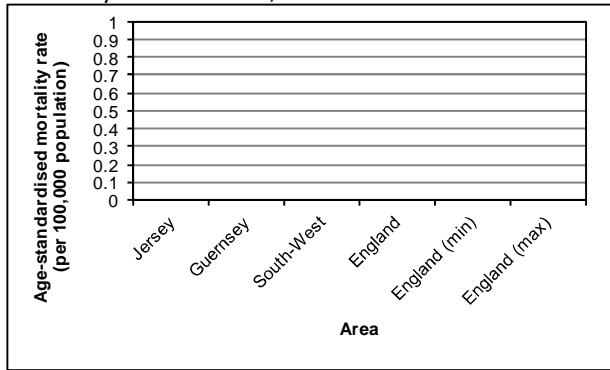 Age-standardised mortality rate
(per 100,000 population)
1
0.9
0.8
0.7
0.6
0.5
0.4
0.3
0.2
0.1
0
Jersey
Guernsey
South-West
England
England (min)
England (max)
Area